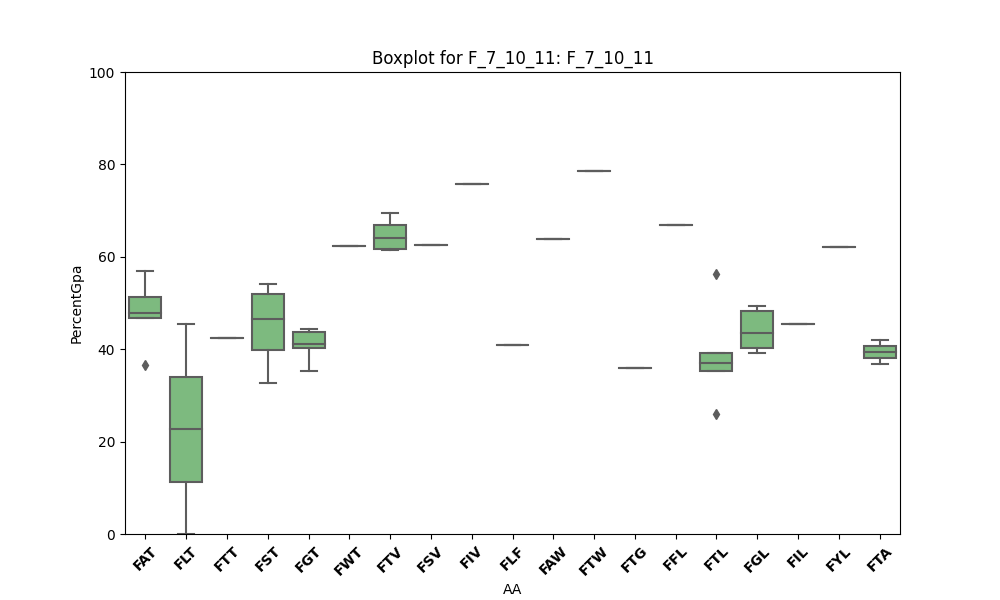 Boxplot for F_7_10_11: F_7_10_11
100
80
60
40
20
0
PercentGpa
FAT
FLT
FTT
FST
FGT
FWT
FTV
FSV
FIV
FLF
FAW
FTW
FTG
FFL
FTL
FGL
FIL
FYL
FTA
AA